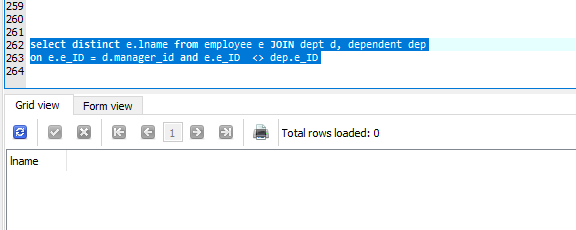 259
260
261
262 select distinct e.lname from employee e JOIN dept d, dependent dep
263 on e.e_ID = d.manager_id and e.e_ID  <> dep.e_ID
264
Grid view Form view
1 Total rows loaded: 0
lname